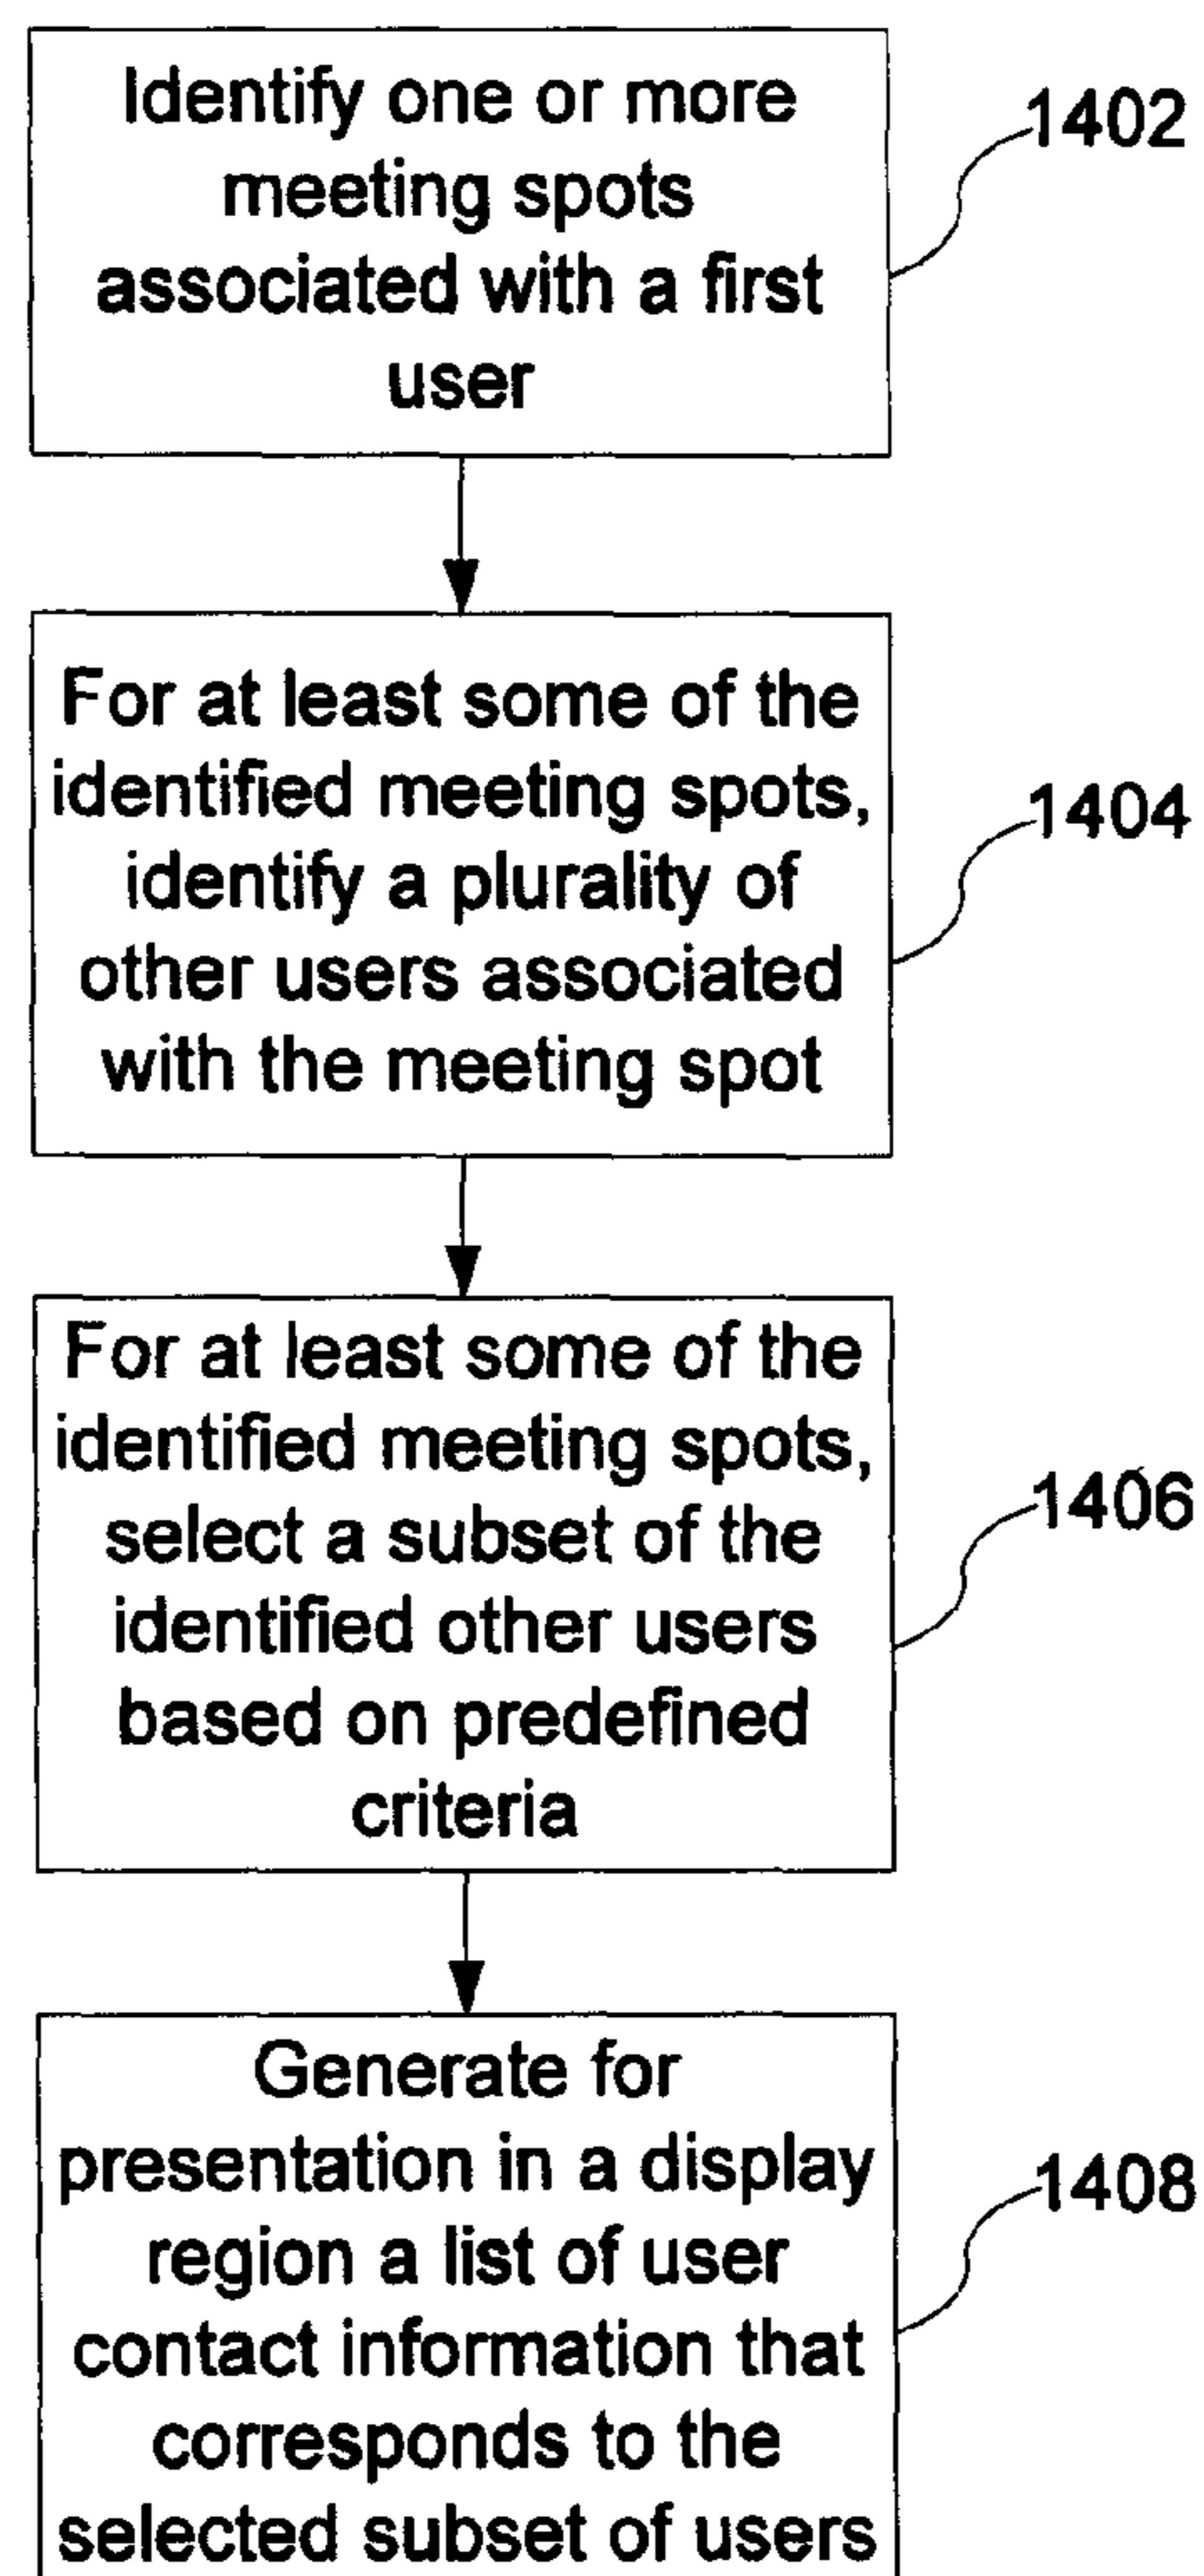 Identify one or more
meeting spots
associated with a first
user
1402
For at least some of the
identified meeting spots,
identify a plurality of
other users associated
with the meeting spot
1404
For at least some of the
identified meeting spots,
select a subset of the
identified other users
based on predefined
criteria
1406
Generate for
presentation in a display
region a list of user
contact information that
corresponds to the
selected subset of users
1408